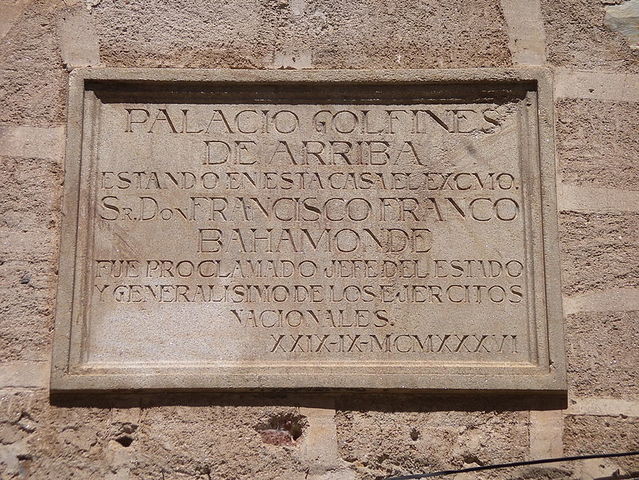 PALACIO GOLFINES
DE ARRIBA
ESTANDO EN ESTA CASA EL EXCMO.
SR. DON FRANCISCO FRANCO
BAHAMONDE
FUE PROCLAMADO JEFE DEL ESTADO
Y GENERALISIMO DE LOS EJERCITOS
NACIONALES.
XXIX-IX-MCMXXXVI